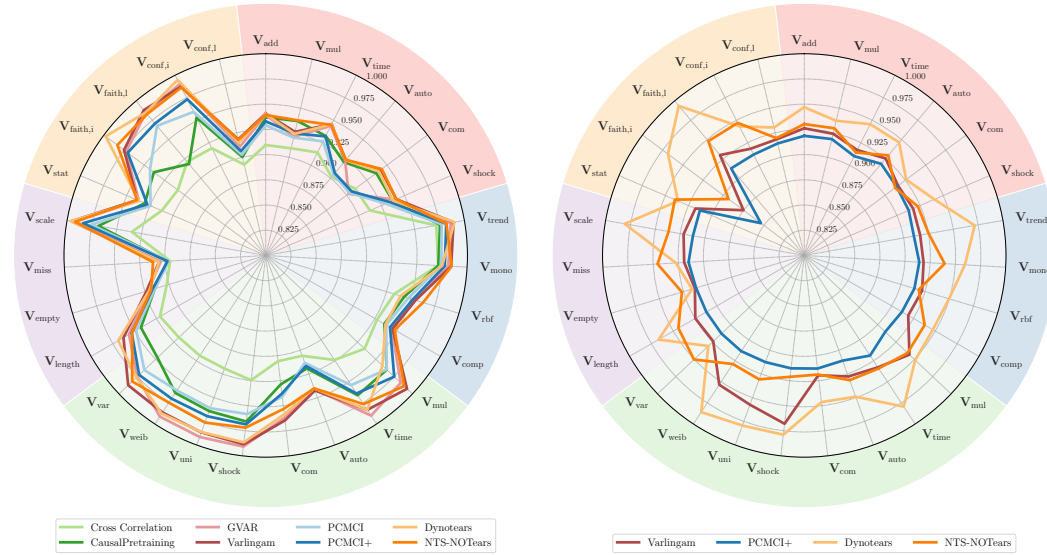 V_add
V_mul
V_time
V_auto
V_com
V_shock
V_trend
V_mono
V_rbf
V_comp
V_mul
V_time
V_auto
V_com
V_shock
V_uni
V_weib
V_var
V_length
V_empty
V_miss
V_scale
V_stat
V_faith,i
V_faith,l
V_conf,i
V_conf,l
1.000
0.975
0.950
0.925
0.900
0.875
0.850
0.825
Cross Correlation GVAR PCMCI Dynotears
CausalPretraining Varlingam PCMCI+ NTS-NOTears
V_add
V_mul
V_time
V_auto
V_com
V_shock
V_trend
V_mono
V_rbf
V_comp
V_mul
V_time
V_auto
V_com
V_shock
V_uni
V_weib
V_var
V_length
V_empty
V_miss
V_scale
V_stat
V_faith,i
V_faith,l
V_conf,i
V_conf,l
1.000
0.975
0.950
0.925
0.900
0.875
0.850
0.825
Varlingam PCMCI+ Dynotears NTS-NOTears